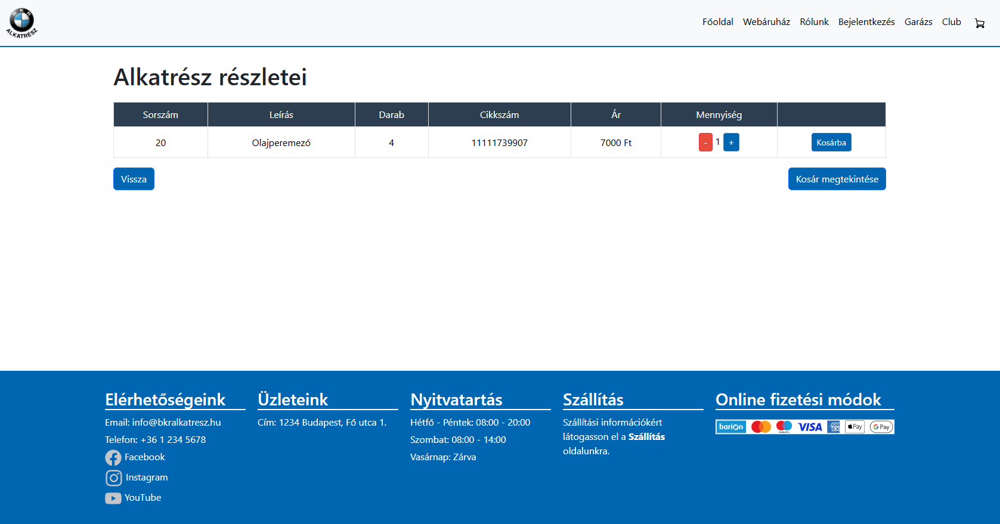 BKR
ALKATRÉSZ
Főoldal Webáruház Rólunk Bejelentkezés Garázs Club
Alkatrész részletei
Sorszám Leírás Darab Cikkszám Ár Mennyiség
20 Olajperemező 4 11111739907 7000 Ft - 1 + Kosárba
Vissza Kosár megtekintése
Elérhetőségeink
Email: info@bkralkatresz.hu
Telefon: +36 1 234 5678
Facebook
Instagram
YouTube
Üzleteink
Cím: 1234 Budapest, Fő utca 1.
Nyitvatartás
Hétfő - Péntek: 08:00 - 20:00
Szombat: 08:00 - 14:00
Vasárnap: Zárva
Szállítás
Szállítási információkért
látogasson el a Szállítás
oldalunkra.
Online fizetési módok
barion maestro VISA AMEX Pay G Pay